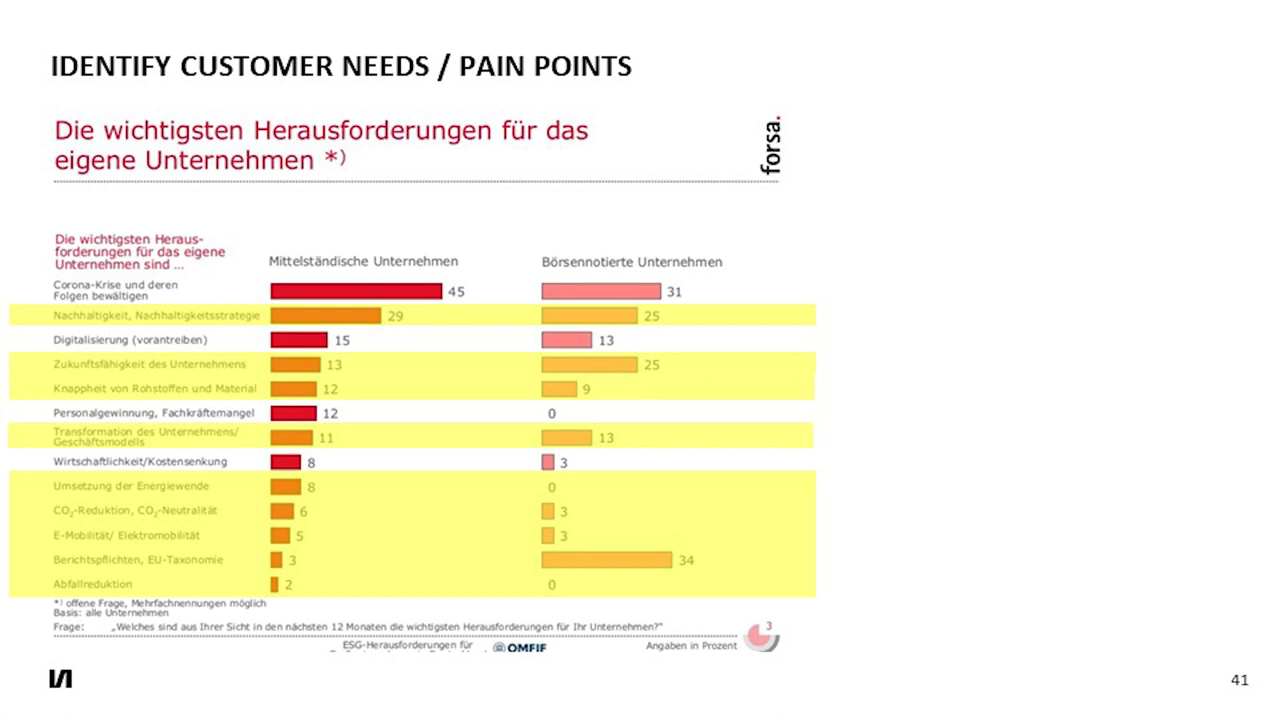 IDENTIFY CUSTOMER NEEDS / PAIN POINTS
Die wichtigsten Herausforderungen für das
eigene Unternehmen *)
forsa.
Die wichtigsten Heraus-
forderungen für das eigene
Unternehmen sind ...
Mittelständische Unternehmen
Börsennotierte Unternehmen
Corona-Krise und deren
Folgen bewältigen
45
31
Nachhaltigkeit, Nachhaltigkeitsstrategie
29
25
Digitalisierung (vorantreiben)
15
13
Zukunftsfähigkeit des Unternehmens
13
25
Knappheit von Rohstoffen und Material
12
9
Personalgewinnung, Fachkräftemangel
12
0
Transformation des Unternehmens/
Geschäftsmodells
11
13
Wirtschaftlichkeit/Kostensenkung
8
3
Umsetzung der Energiewende
8
0
CO₂-Reduktion, CO₂-Neutralität
6
3
E-Mobilität/ Elektromobilität
5
3
Berichtspflichten, EU-Taxonomie
3
34
Abfallreduktion
2
0
*) offene Frage, Mehrfachnennungen möglich
Basis: alle Unternehmen
Frage: „Welches sind aus Ihrer Sicht in den nächsten 12 Monaten die wichtigsten Herausforderungen für Ihr Unternehmen?"
3
ESG-Herausforderungen für
OMFIF
Angaben in Prozent
41